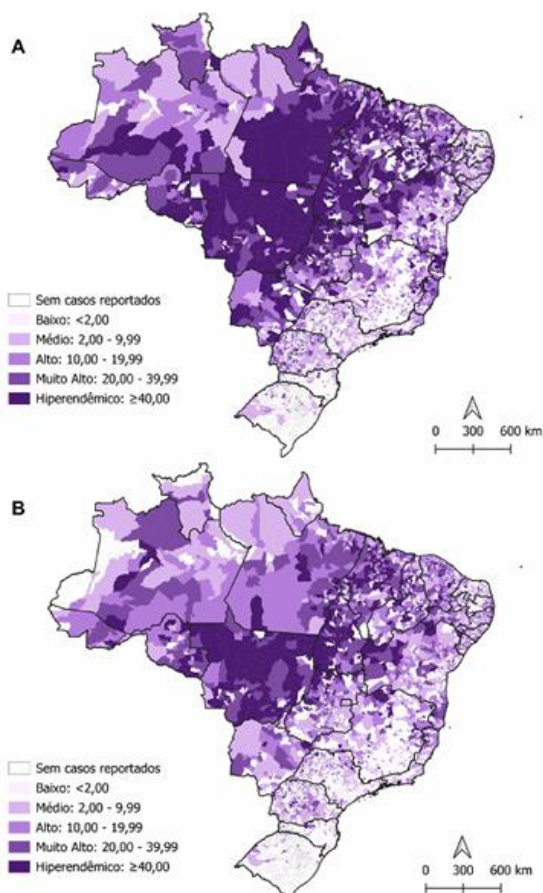 A
Sem casos reportados
Baixo: <2,00
Médio: 2,00 - 9,99
Alto: 10,00 - 19,99
Muito Alto: 20,00 - 39,99
Hiperendêmico: ≥40,00
0 300 600 km
B
Sem casos reportados
Baixo: <2,00
Médio: 2,00 - 9,99
Alto: 10,00 - 19,99
Muito Alto: 20,00 - 39,99
Hiperendêmico: ≥40,00
0 300 600 km